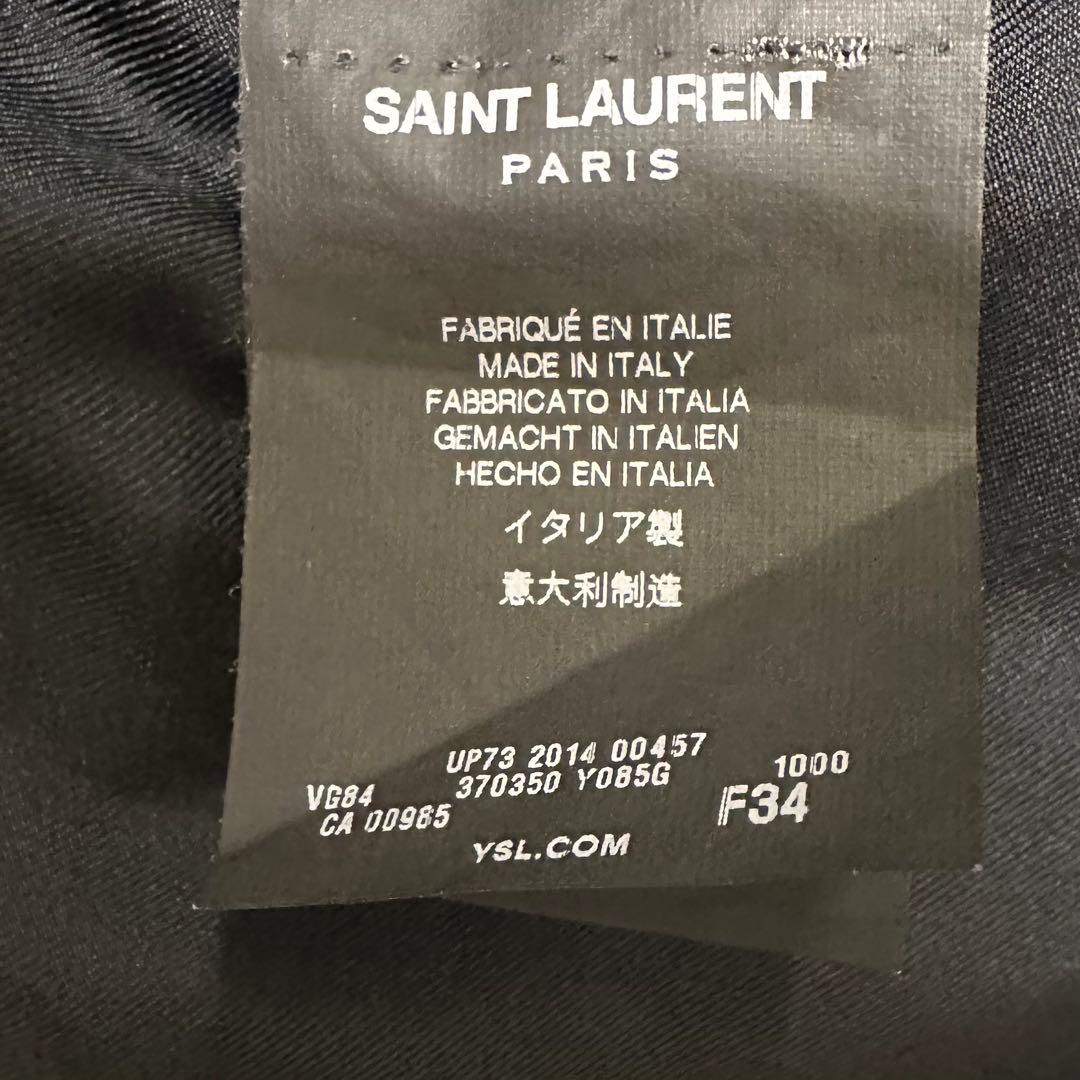 SAINT LAURENT
PARIS
FABRIQUÉ EN ITALIE
MADE IN ITALY
FABBRICATO IN ITALIA
GEMACHT IN ITALIEN
HECHO EN ITALIA
イタリア製
意大利制造
UP73 2014 00457
VG84 370350 Y085G 1000
CA 00985 F34
YSL.COM